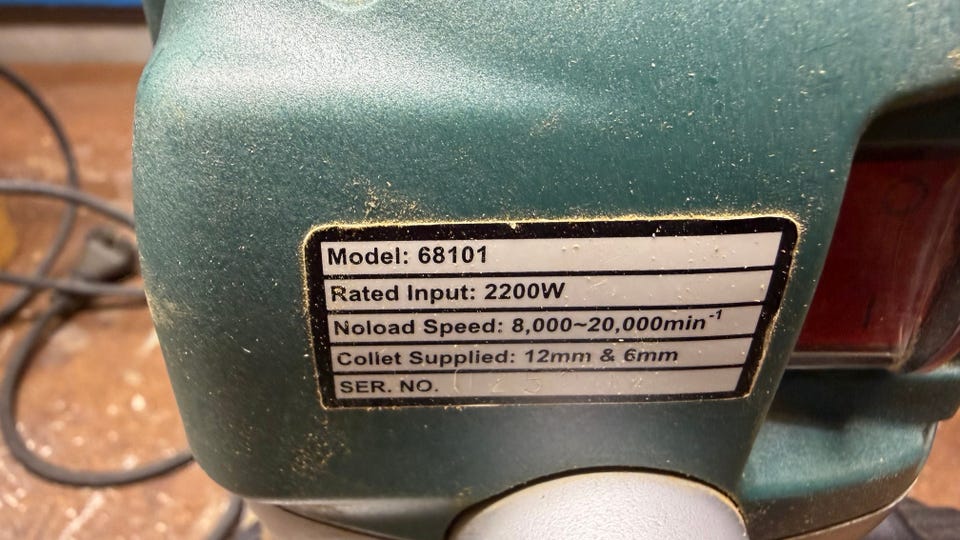 Model: 68101
Rated Input: 2200W
Noload Speed: 8,000~20,000min⁻¹
Collet Supplied: 12mm & 6mm
SER. NO.